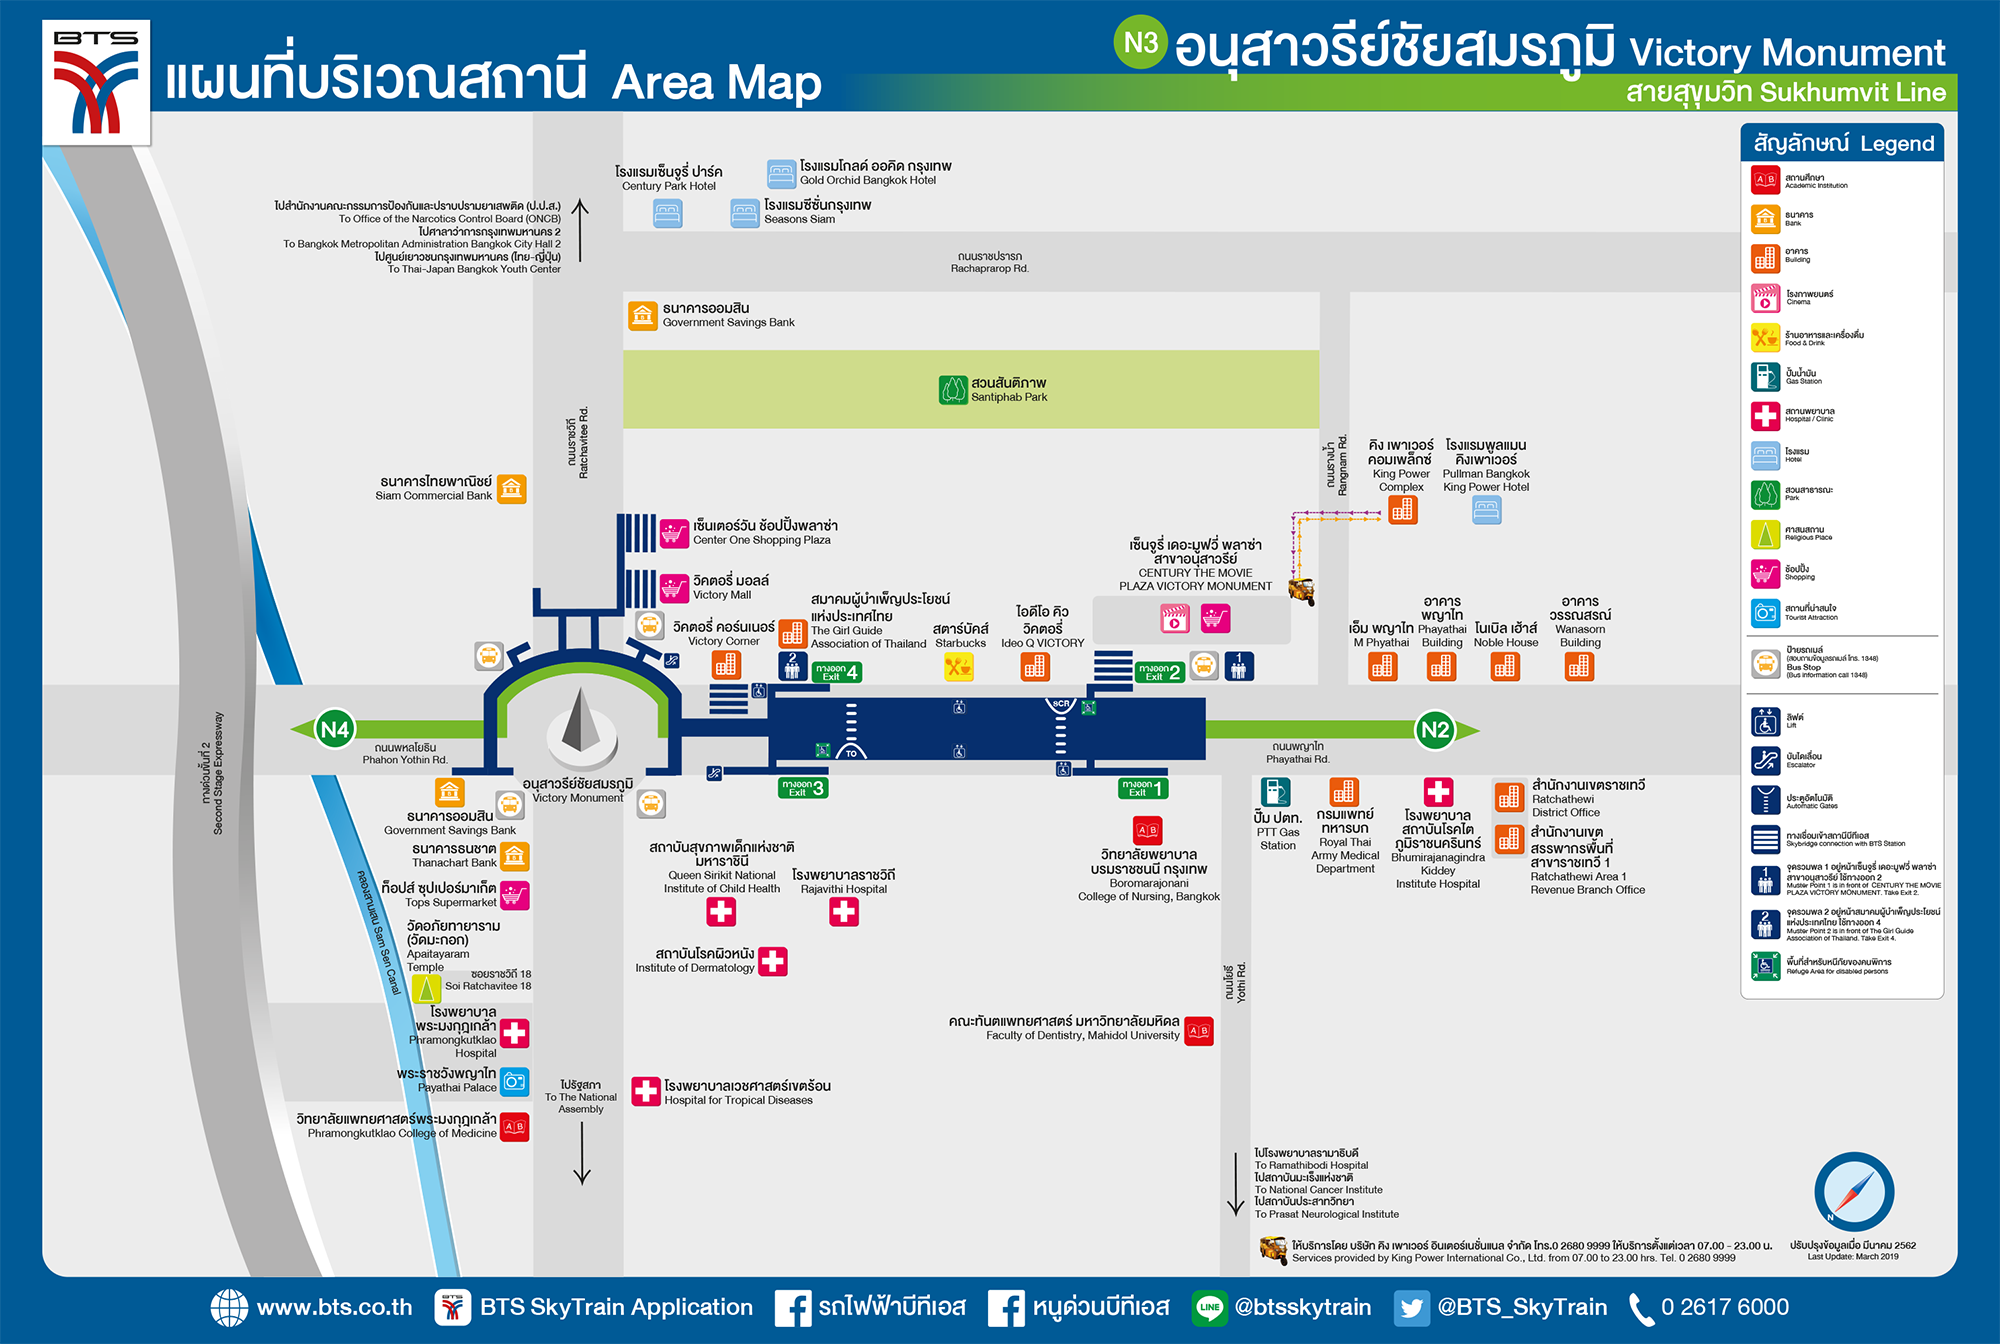 BTS
แผนที่บริเวณสถานี Area Map
N3 อนุสาวรีย์ชัยสมรภูมิ Victory Monument
สายสุขุมวิท Sukhumvit Line
สัญลักษณ์ Legend
สถานศึกษา
Academic Institution
ธนาคาร
Bank
อาคาร
Building
โรงภาพยนตร์
Cinema
ร้านอาหารและเครื่องดื่ม
Food & Drink
ปั๊มน้ำมัน
Gas Station
สถานพยาบาล
Hospital / Clinic
โรงแรม
Hotel
สวนสาธารณะ
Park
ศาสนสถาน
Religious Place
ช้อปปิ้ง
Shopping
สถานที่น่าสนใจ
Tourist Attraction
ป้ายรถเมล์
(สอบถามข้อมูลรถเมล์ โทร. 1348)
Bus Stop
(Bus information call 1348)
ลิฟต์
Lift
บันไดเลื่อน
Escalator
ประตูอัตโนมัติ
Automatic Gates
ทางเชื่อมเข้าสถานีบีทีเอส
Skybridge connection with BTS Station
1
จุดรวมพล 1 อยู่หน้าเซ็นจูรี่ เดอะมูฟวี่ พลาซ่า
สาขาอนุสาวรีย์ ใช้ทางออก 2
Muster Point 1 is in front of CENTURY THE MOVIE
PLAZA VICTORY MONUMENT. Take Exit 2.
2
จุดรวมพล 2 อยู่หน้าสมาคมผู้บำเพ็ญประโยชน์
แห่งประเทศไทย ใช้ทางออก 4
Muster Point 2 is in front of The Girl Guide
Association of Thailand. Take Exit 4.
พื้นที่สำหรับหนีภัยของคนพิการ
Refuge Area for disabled persons
โรงแรมเซ็นจูรี่ ปาร์ค
Century Park Hotel
โรงแรมโกลด์ ออคิด กรุงเทพ
Gold Orchid Bangkok Hotel
โรงแรมซีซั่นกรุงเทพ
Seasons Siam
ไปสำนักงานคณะกรรมการป้องกันและปราบปรามยาเสพติด (ป.ป.ส.)
To Office of the Narcotics Control Board (ONCB)
ไปศาลาว่าการกรุงเทพมหานคร 2
To Bangkok Metropolitan Administration Bangkok City Hall 2
ไปศูนย์เยาวชนกรุงเทพมหานคร (ไทย-ญี่ปุ่น)
To Thai-Japan Bangkok Youth Center
ถนนราชปรารภ
Rachaprarop Rd.
ธนาคารออมสิน
Government Savings Bank
สวนสันติภาพ
Santiphab Park
ถนนราชวิถี
Ratchavitee Rd.
ถนนรางน้ำ
Rangnam Rd.
คิง เพาเวอร์
คอมเพล็กซ์
King Power
Complex
โรงแรมพูลแมน
คิงเพาเวอร์
Pullman Bangkok
King Power Hotel
ธนาคารไทยพาณิชย์
Siam Commercial Bank
เซ็นเตอร์วัน ช้อปปิ้งพลาซ่า
Center One Shopping Plaza
วิคตอรี่ มอลล์
Victory Mall
วิคตอรี่ คอร์นเนอร์
Victory Corner
สมาคมผู้บำเพ็ญประโยชน์
แห่งประเทศไทย
The Girl Guide
Association of Thailand
สตาร์บัคส์
Starbucks
ไอดีโอ คิว
วิคตอรี่
Ideo Q VICTORY
เซ็นจูรี่ เดอะมูฟวี่ พลาซ่า
สาขาอนุสาวรีย์
CENTURY THE MOVIE
PLAZA VICTORY MONUMENT
เอ็ม พญาไท
M Phyathai
อาคาร
พญาไท
Phayathai
Building
โนเบิล เฮ้าส์
Noble House
อาคาร
วรรณสรณ์
Wanasorn
Building
2
ทางออก
Exit 4
ทางออก
Exit 2
1
SCR
TO
N4
N2
ถนนพหลโยธิน
Phahon Yothin Rd.
ถนนพญาไท
Phayathai Rd.
ทางด่วนขั้นที่ 2
Second Stage Expressway
อนุสาวรีย์ชัยสมรภูมิ
Victory Monument
ทางออก
Exit 3
ทางออก
Exit 1
ธนาคารออมสิน
Government Savings Bank
ธนาคารธนชาต
Thanachart Bank
ท็อปส์ ซุปเปอร์มาเก็ต
Tops Supermarket
วัดอภัยทายาราม
(วัดมะกอก)
Apaitayaram
Temple
ซอยราชวิถี 18
Soi Ratchavitee 18
โรงพยาบาล
พระมงกุฎเกล้า
Phramongkutklao
Hospital
พระราชวังพญาไท
Payathai Palace
วิทยาลัยแพทยศาสตร์พระมงกุฎเกล้า
Phramongkutklao College of Medicine
คลองสามเสน Sam Sen Canal
สถาบันสุขภาพเด็กแห่งชาติ
มหาราชินี
Queen Sirikit National
Institute of Child Health
โรงพยาบาลราชวิถี
Rajavithi Hospital
สถาบันโรคผิวหนัง
Institute of Dermatology
วิทยาลัยพยาบาล
บรมราชชนนี กรุงเทพ
Boromarajonani
College of Nursing, Bangkok
ปั๊ม ปตท.
PTT Gas
Station
กรมแพทย์
ทหารบก
Royal Thai
Army Medical
Department
โรงพยาบาล
สถาบันโรคไต
ภูมิราชนครินทร์
Bhumirajanagindra
Kiddey
Institute Hospital
สำนักงานเขตราชเทวี
Ratchathewi
District Office
สำนักงานเขต
สรรพากรพื้นที่
สาขาราชเทวี 1
Ratchathewi Area 1
Revenue Branch Office
ถนนโยธี
Yothi Rd.
คณะทันตแพทยศาสตร์ มหาวิทยาลัยมหิดล
Faculty of Dentistry, Mahidol University
ไปรัฐสภา
To The National
Assembly
โรงพยาบาลเวชศาสตร์เขตร้อน
Hospital for Tropical Diseases
ไปโรงพยาบาลรามาธิบดี
To Ramathibodi Hospital
ไปสถาบันมะเร็งแห่งชาติ
To National Cancer Institute
ไปสถาบันประสาทวิทยา
To Prasat Neurological Institute
ให้บริการโดย บริษัท คิง เพาเวอร์ อินเตอร์เนชั่นแนล จำกัด โทร.0 2680 9999 ให้บริการตั้งแต่เวลา 07.00 - 23.00 น.
Services provided by King Power International Co., Ltd. from 07.00 to 23.00 hrs. Tel. 0 2680 9999
N
ปรับปรุงข้อมูลเมื่อ มีนาคม 2562
Last Update: March 2019
www.bts.co.th BTS SkyTrain Application รถไฟฟ้าบีทีเอส หนูด่วนบีทีเอส LINE @btsskytrain @BTS_SkyTrain 0 2617 6000